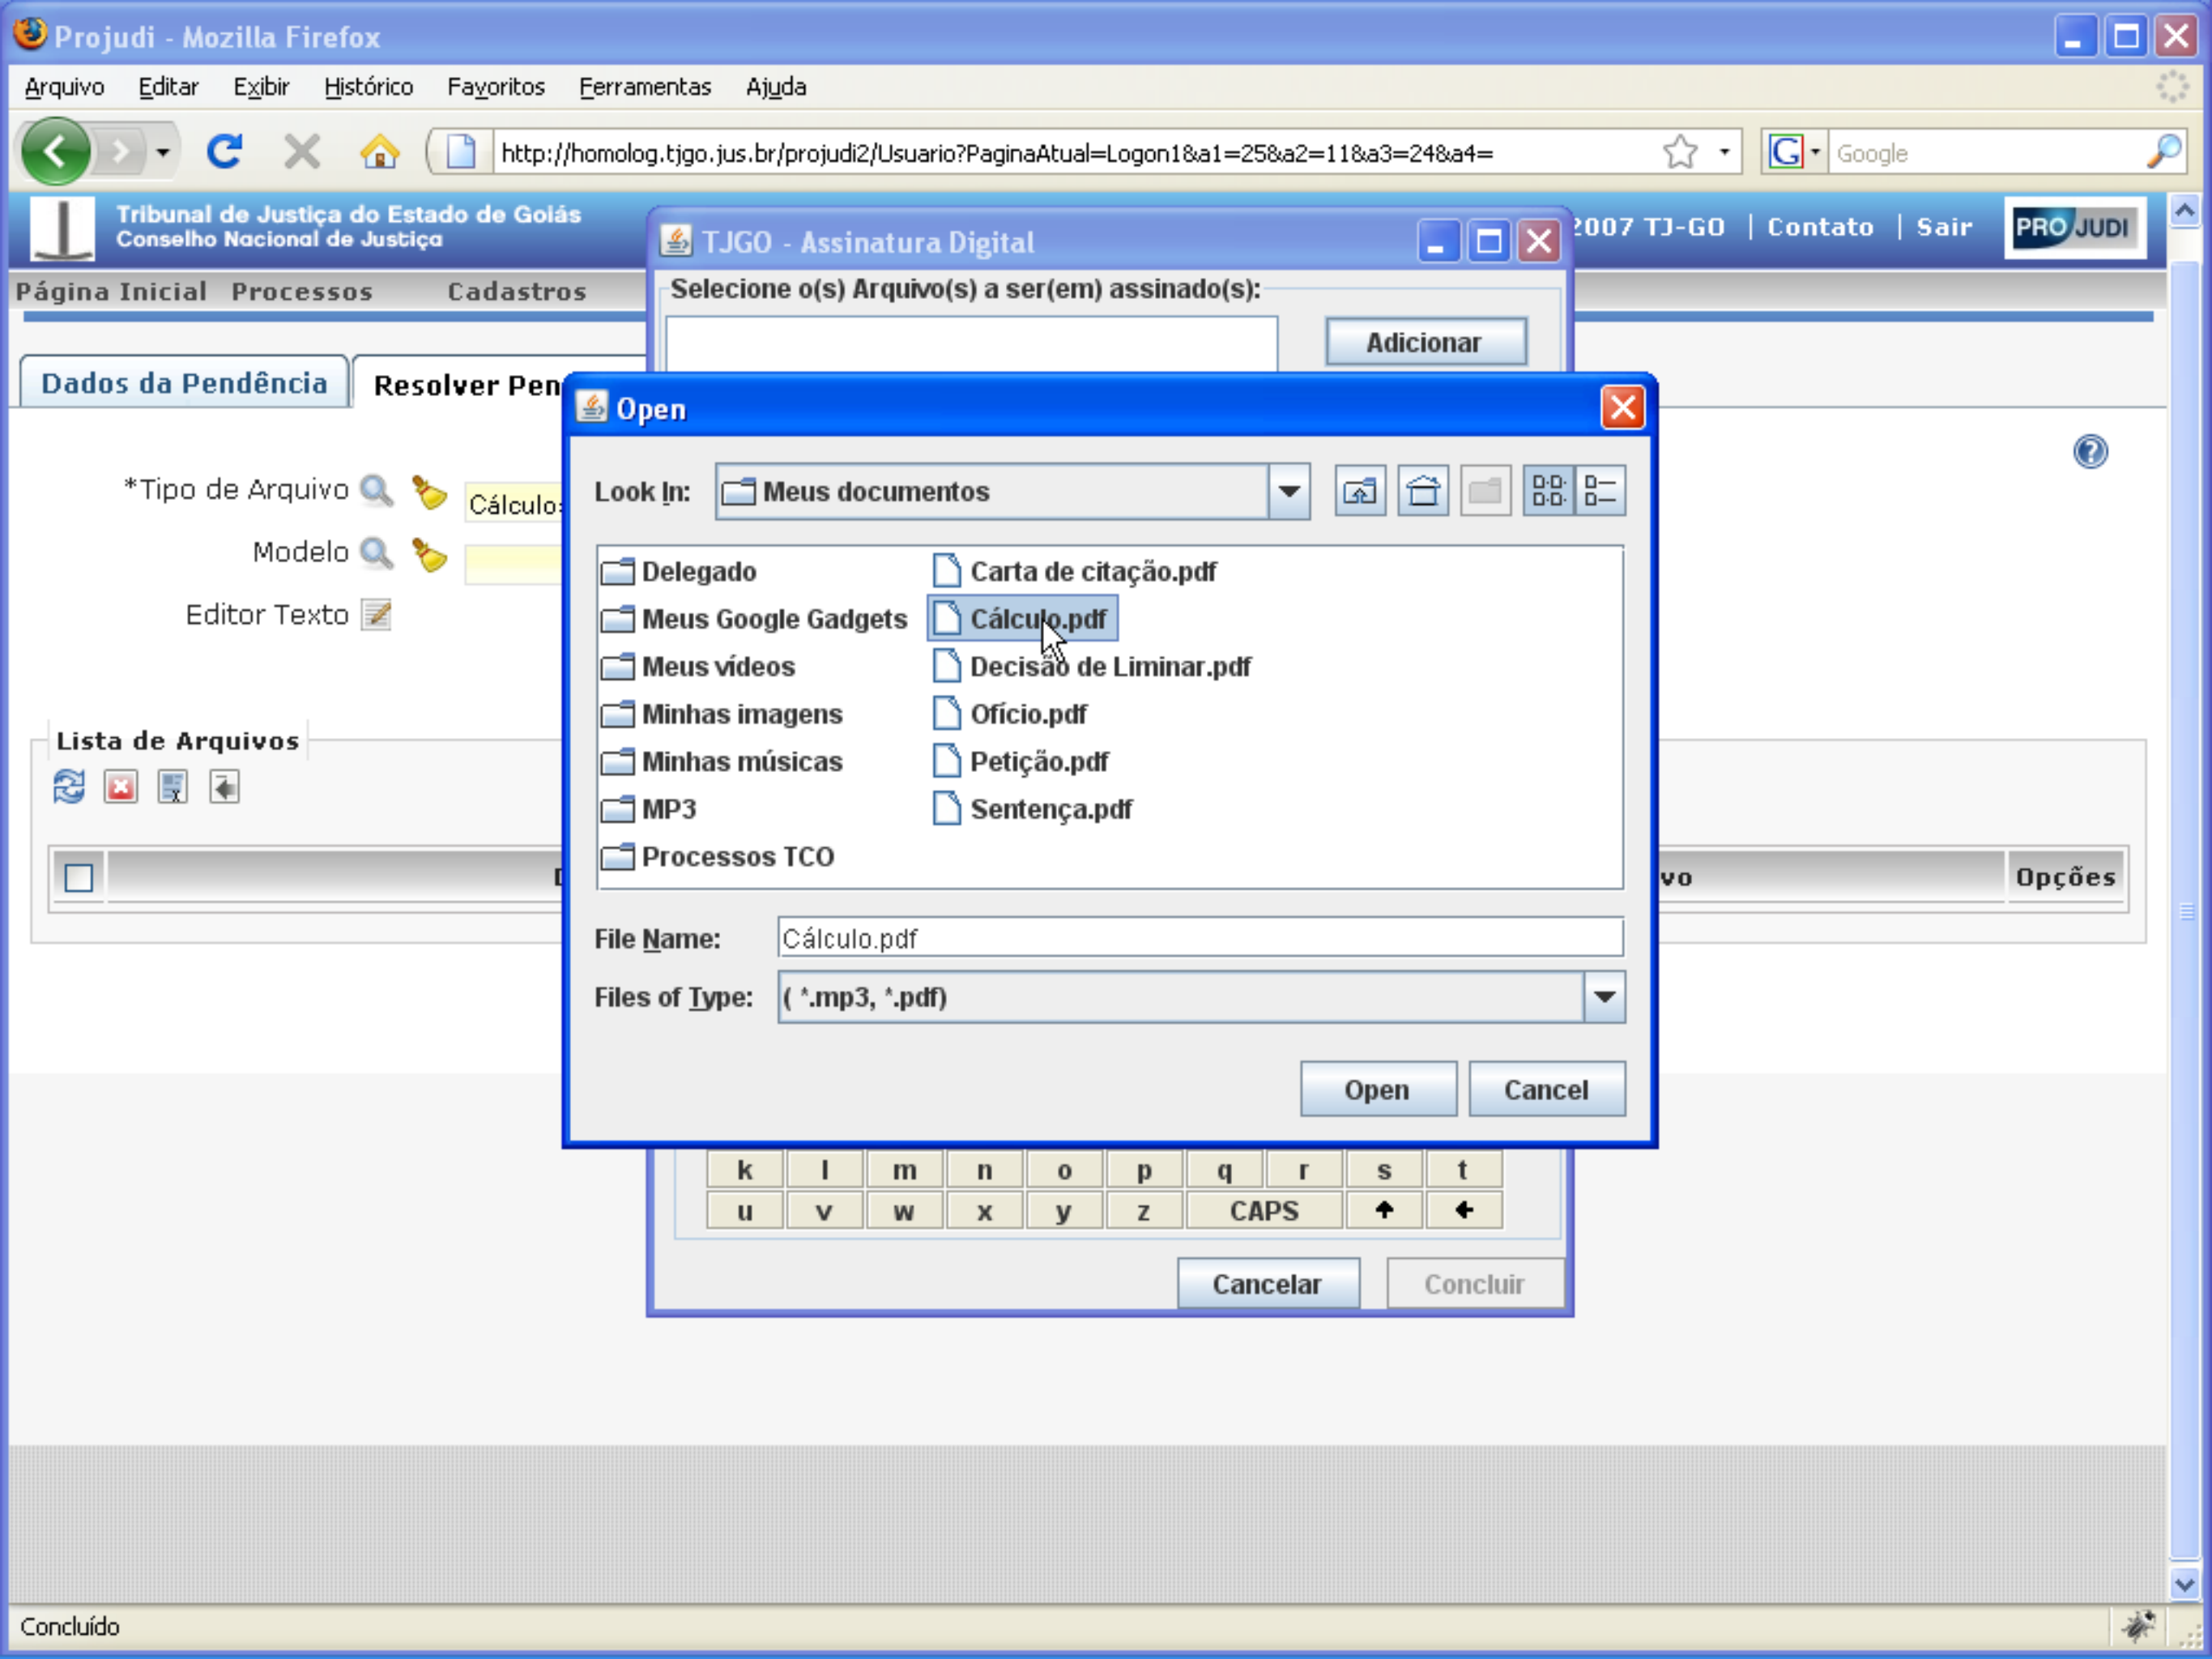 Projudi - Mozilla Firefox
Arquivo Editar Exibir Histórico Favoritos Ferramentas Ajuda
http://homolog.tjgo.jus.br/projudi2/Usuario?PaginaAtual=Logon1&a1=25&a2=11&a3=24&a4=
G Google
Tribunal de Justiça do Estado de Goiás
Conselho Nacional de Justiça
2007 TJ-GO | Contato | Sair
PROJUDI
Página Inicial Processos Cadastros
TJGO - Assinatura Digital
Selecione o(s) Arquivo(s) a ser(em) assinado(s):
Adicionar
Dados da Pendência
Resolver Pen
Open
Look In: Meus documentos
Delegado
Meus Google Gadgets
Meus vídeos
Minhas imagens
Minhas músicas
MP3
Processos TCO
Carta de citação.pdf
Cálculo.pdf
Decisão de Liminar.pdf
Ofício.pdf
Petição.pdf
Sentença.pdf
File Name: Cálculo.pdf
Files of Type: ( *.mp3, *.pdf)
Open Cancel
*Tipo de Arquivo
Cálculo
Modelo
Editor Texto
Lista de Arquivos
vo Opções
k l m n o p q r s t
u v w x y z CAPS
Cancelar Concluir
Concluído